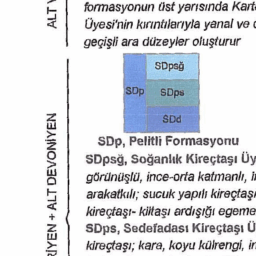 formasyonun üst yarısında Kart
Üyesi'nin kırıntılarıyla yanal ve
geçişli ara düzeyler oluşturur
SDp
SDpsğ
SDps
SDd
SDp, Pelitli Formasyonu
SDpsğ, Soğanlık Kireçtaşı Üy
görünüşlü, ince-orta katmanlı, i
arakatkılı; sucuk yapılı kireçtaşı
kireçtaşı- kiltaşı ardışığı egeme
SDps, Sedefadası Kireçtaşı Ü
kireçtaşı; kara, koyu külrengi, in
ALT
RİYEN + ALT DEVONİYEN